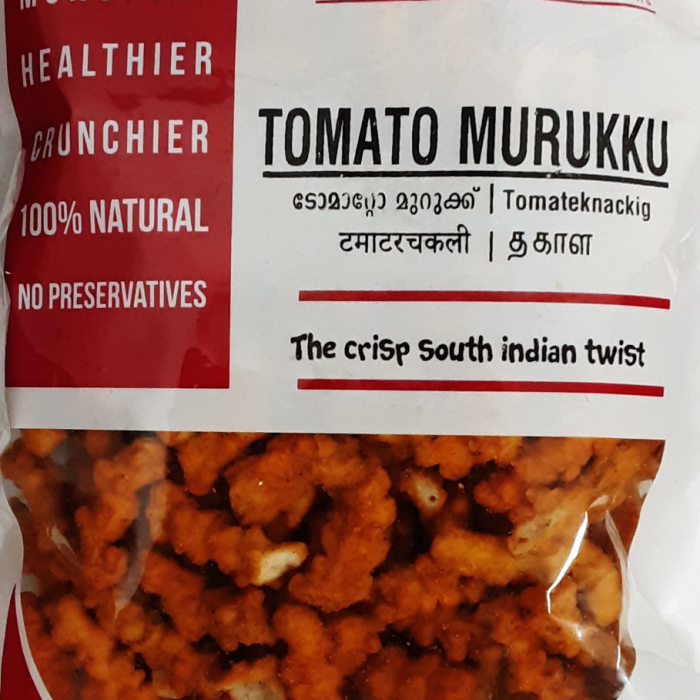 HEALTHIER
CRUNCHIER
100% NATURAL
NO PRESERVATIVES
TOMATO MURUKKU
ടോമാറ്റോ മുറുക്ക് | Tomateknackig
टमाटरचकली | தகாள
The crisp south indian twist